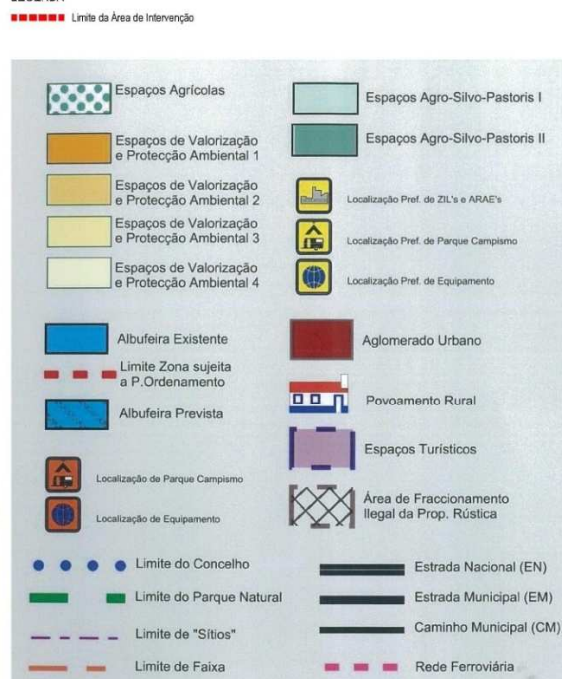 Limite da Área de Intervenção
Espaços Agrícolas
Espaços de Valorização
e Protecção Ambiental 1
Espaços de Valorização
e Protecção Ambiental 2
Espaços de Valorização
e Protecção Ambiental 3
Espaços de Valorização
e Protecção Ambiental 4
Espaços Agro-Silvo-Pastoris I
Espaços Agro-Silvo-Pastoris II
Localização Pref. de ZIL's e ARAE's
Localização Pref. de Parque Campismo
Localização Pref. de Equipamento
Albufeira Existente
Limite Zona sujeita
a P.Ordenamento
Albufeira Prevista
Localização de Parque Campismo
Localização de Equipamento
Aglomerado Urbano
Povoamento Rural
Espaços Turísticos
Área de Fraccionamento
Ilegal da Prop. Rústica
Limite do Concelho
Limite do Parque Natural
Limite de "Sítios"
Limite de Faixa
Estrada Nacional (EN)
Estrada Municipal (EM)
Caminho Municipal (CM)
Rede Ferroviária